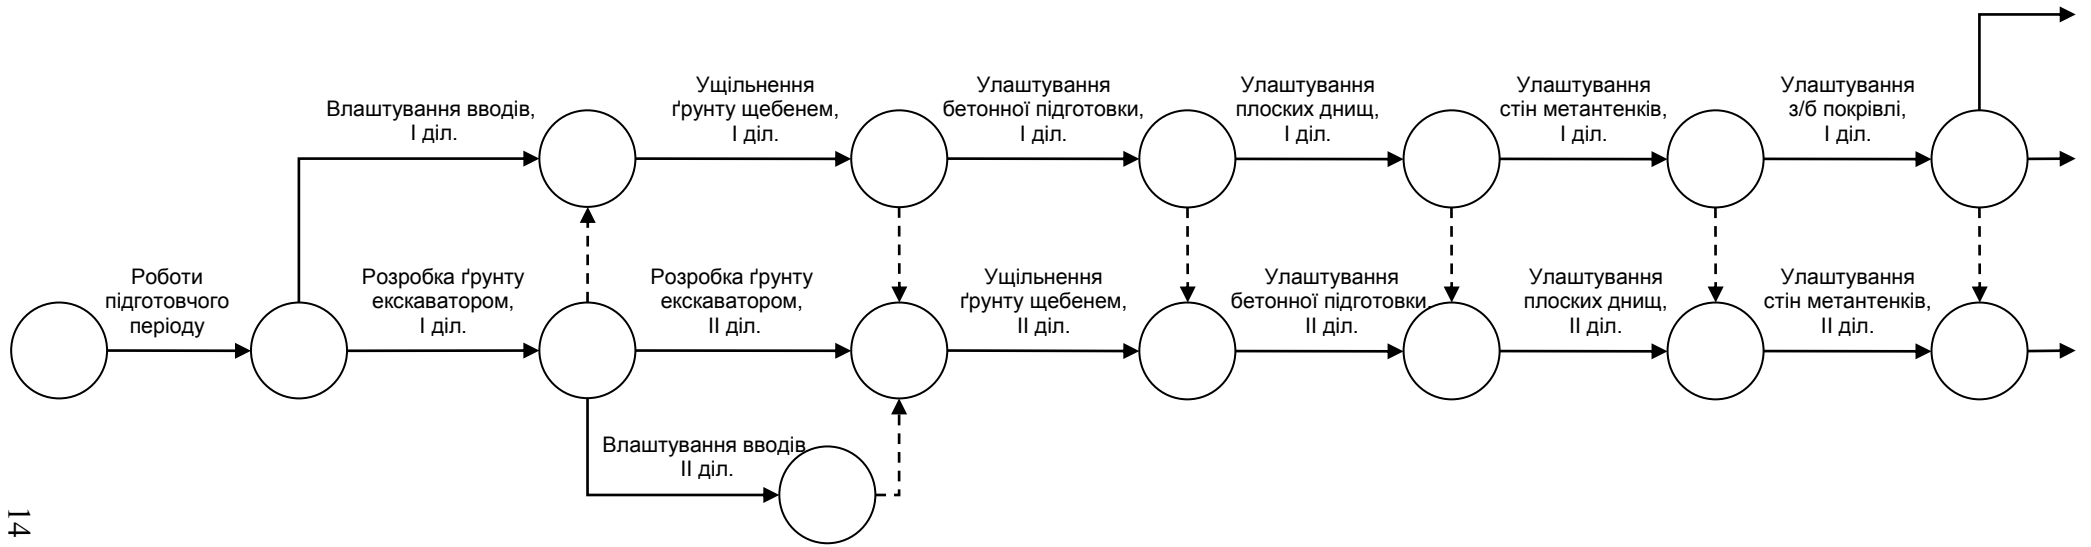 Влаштування вводів,
І діл.
Ущільнення
ґрунту щебенем,
І діл.
Улаштування
бетонної підготовки,
І діл.
Улаштування
плоских днищ,
І діл.
Улаштування
стін метантенків,
І діл.
Улаштування
з/б покрівлі,
І діл.
Роботи
підготовчого
періоду
Розробка ґрунту
екскаватором,
І діл.
Розробка ґрунту
екскаватором,
ІІ діл.
Ущільнення
ґрунту щебенем,
ІІ діл.
Улаштування
бетонної підготовки,
ІІ діл.
Улаштування
плоских днищ,
ІІ діл.
Улаштування
стін метантенків,
ІІ діл.
Влаштування вводів
ІІ діл.
14